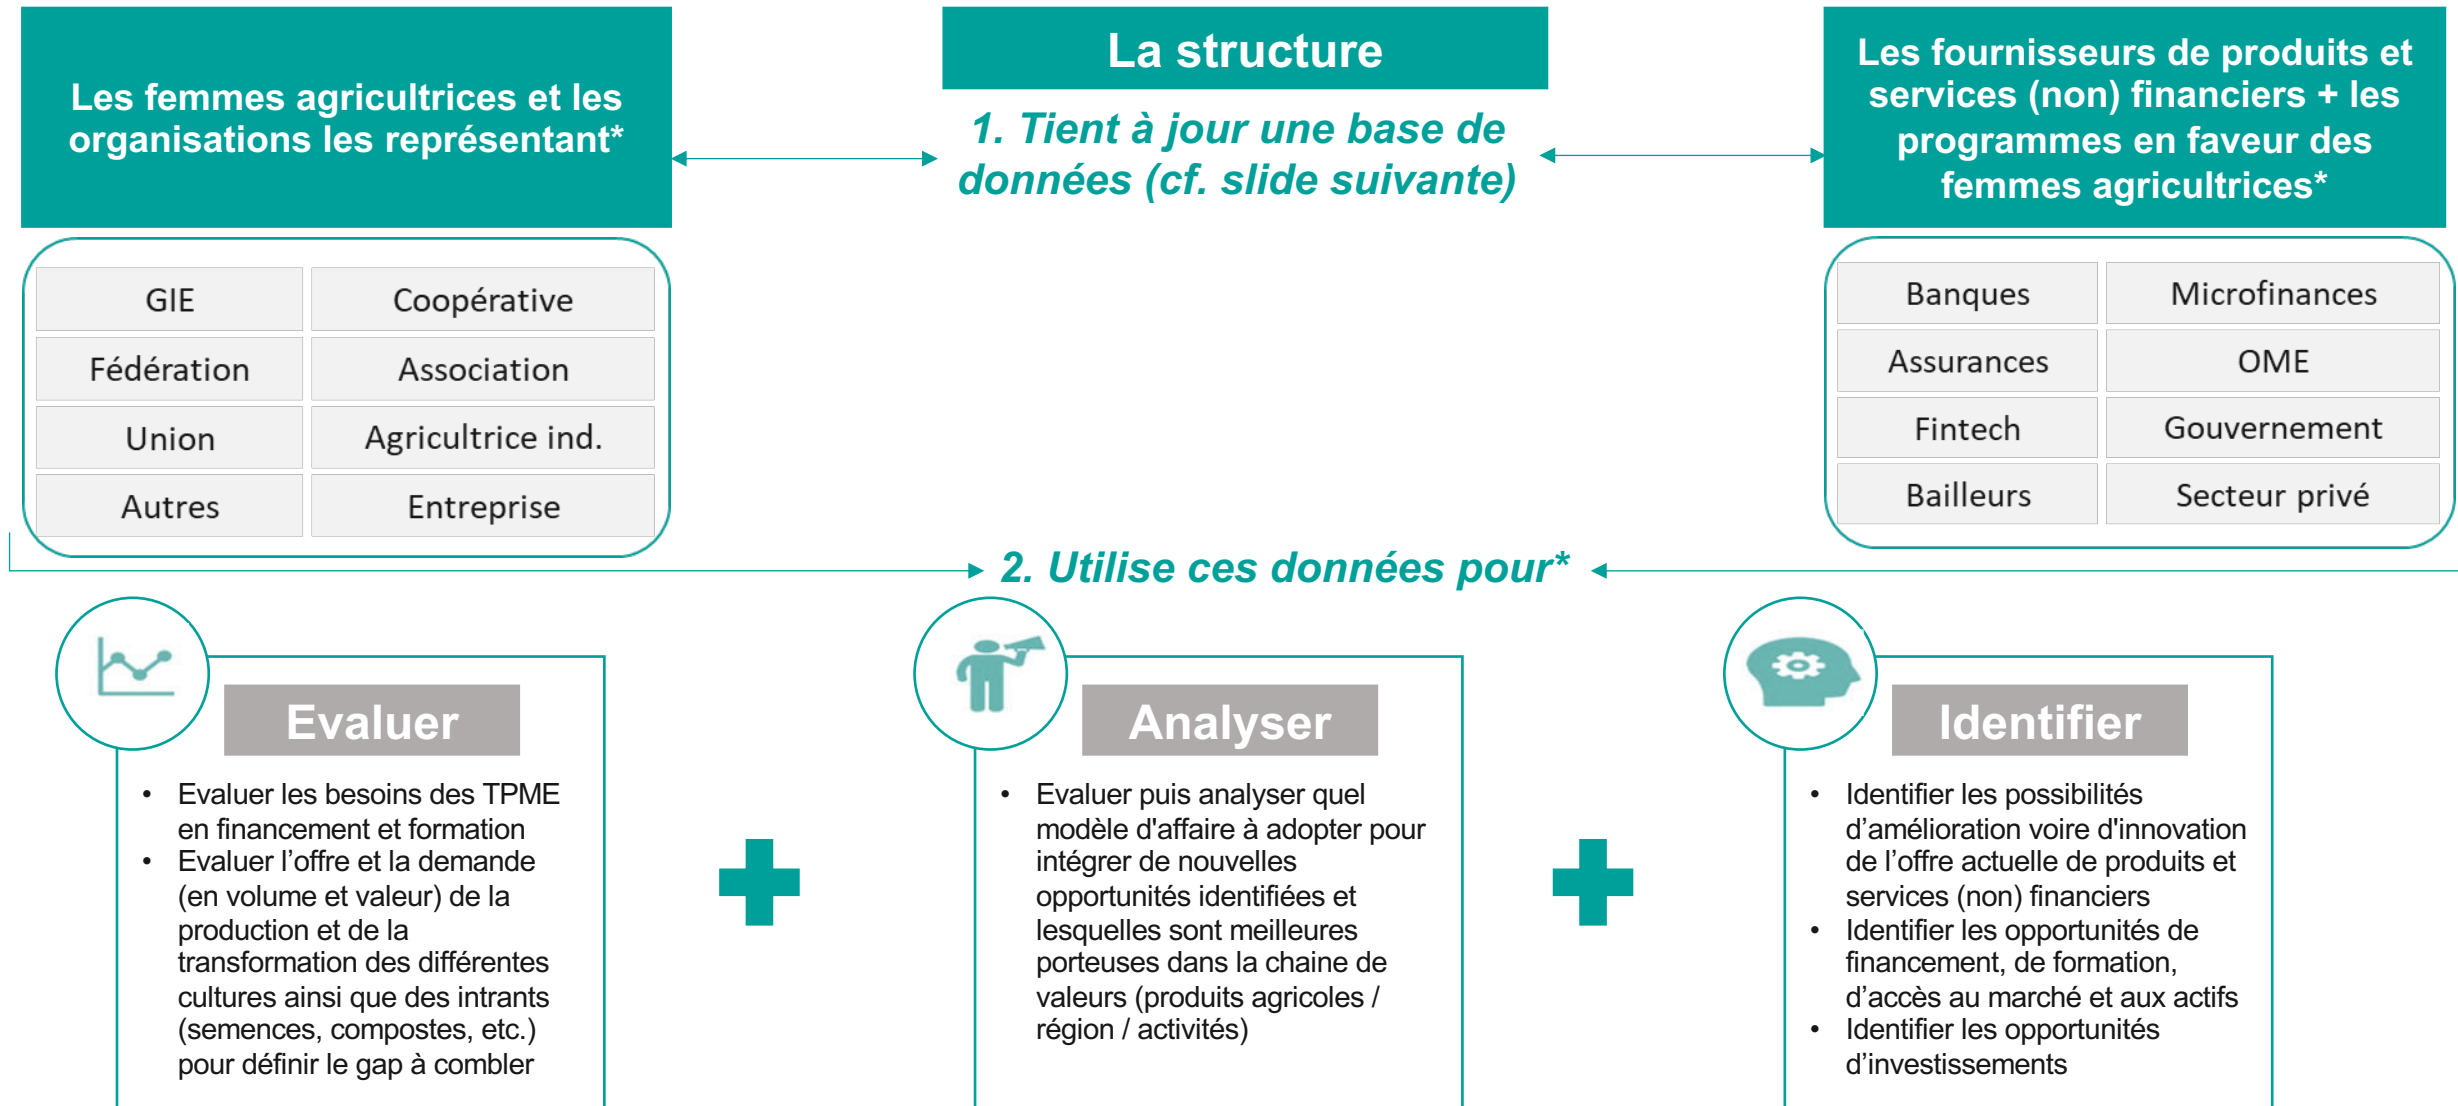 Les femmes agricultrices et les
organisations les représentant*
La structure
1. Tient à jour une base de
données (cf. slide suivante)
Les fournisseurs de produits et
services (non) financiers + les
programmes en faveur des
femmes agricultrices*
GIE
Coopérative
Fédération
Association
Union
Agricultrice ind.
Autres
Entreprise
Banques
Microfinances
Assurances
OME
Fintech
Gouvernement
Bailleurs
Secteur privé
2. Utilise ces données pour*
Evaluer
• Evaluer les besoins des TPME
en financement et formation
• Evaluer l’offre et la demande
(en volume et valeur) de la
production et de la
transformation des différentes
cultures ainsi que des intrants
(semences, compostes, etc.)
pour définir le gap à combler
Analyser
• Evaluer puis analyser quel
modèle d'affaire à adopter pour
intégrer de nouvelles
opportunités identifiées et
lesquelles sont meilleures
porteuses dans la chaine de
valeurs (produits agricoles /
région / activités)
Identifier
• Identifier les possibilités
d’amélioration voire d'innovation
de l’offre actuelle de produits et
services (non) financiers
• Identifier les opportunités de
financement, de formation,
d’accès au marché et aux actifs
• Identifier les opportunités
d’investissements